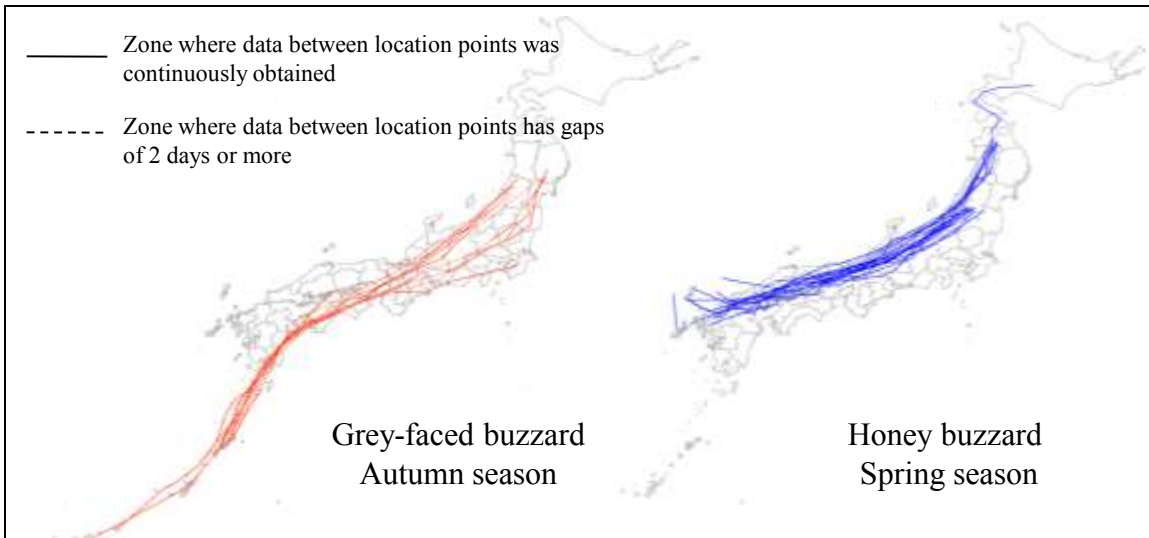 Zone where data between location points was
continuously obtained
Zone where data between location points has gaps
of 2 days or more
Grey-faced buzzard
Autumn season
Honey buzzard
Spring season